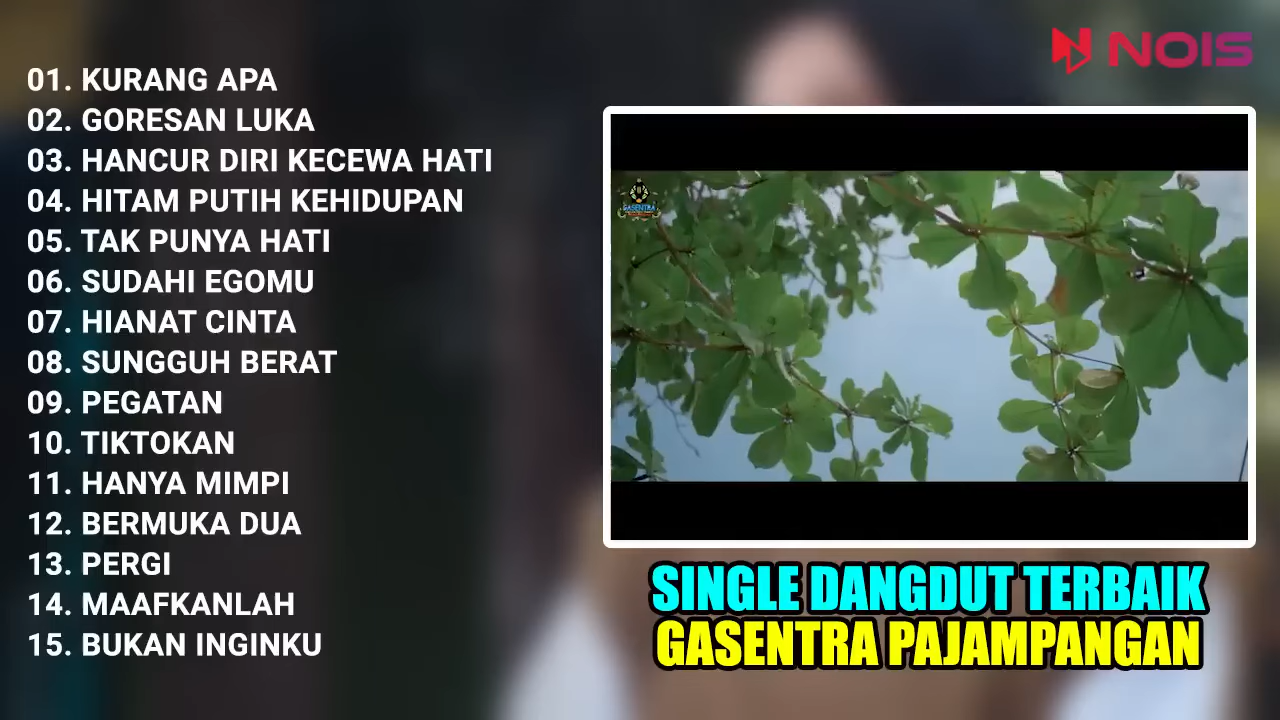 NOIS
01. KURANG APA
02. GORESAN LUKA
03. HANCUR DIRI KECEWA HATI
04. HITAM PUTIH KEHIDUPAN
05. TAK PUNYA HATI
06. SUDAHI EGOMU
07. HIANAT CINTA
08. SUNGGUH BERAT
09. PEGATAN
10. TIKTOKAN
11. HANYA MIMPI
12. BERMUKA DUA
13. PERGI
14. MAAFKANLAH
15. BUKAN INGINKU
GASENTRA
SINGLE DANGDUT TERBAIK
GASENTRA PAJAMPANGAN